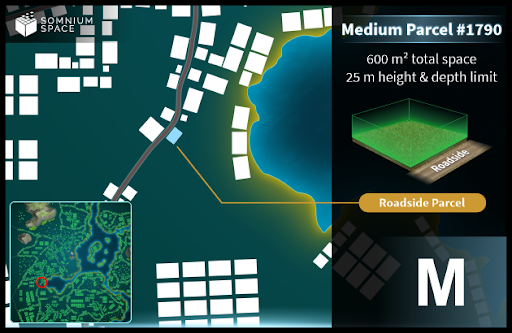 SOMNIUM
SPACE
Medium Parcel #1790
600 m² total space
25 m height & depth limit
Roadside
Roadside Parcel
M